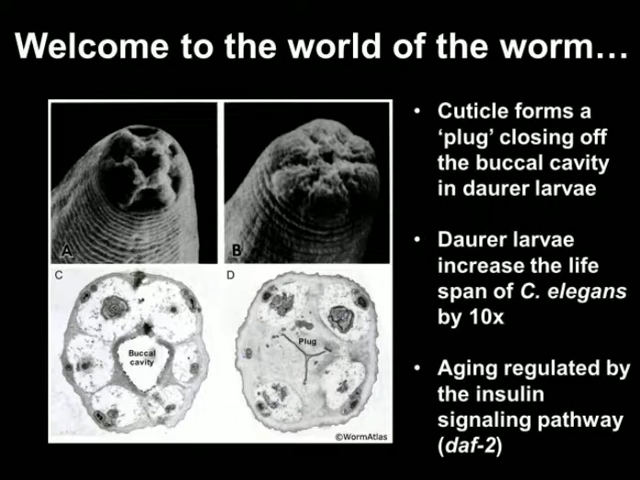 Welcome to the world of the worm…
A
B
C
D
Buccal
cavity
Plug
©WormAtlas
• Cuticle forms a
‘plug’ closing off
the buccal cavity
in daurer larvae
• Daurer larvae
increase the life
span of C. elegans
by 10x
• Aging regulated by
the insulin
signaling pathway
(daf-2)